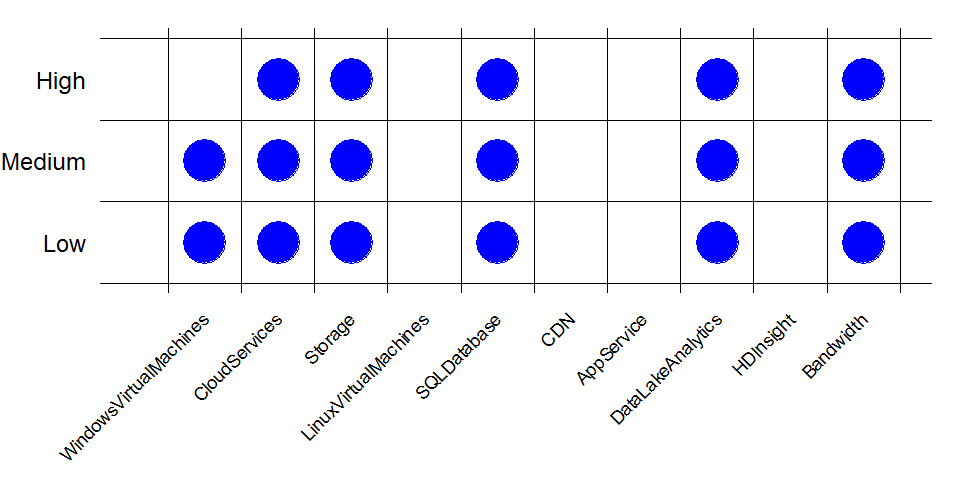 High
Medium
Low
WindowsVirtualMachines
CloudServices
Storage
LinuxVirtualMachines
SQLDatabase
CDN
AppService
DataLakeAnalytics
HDInsight
Bandwidth